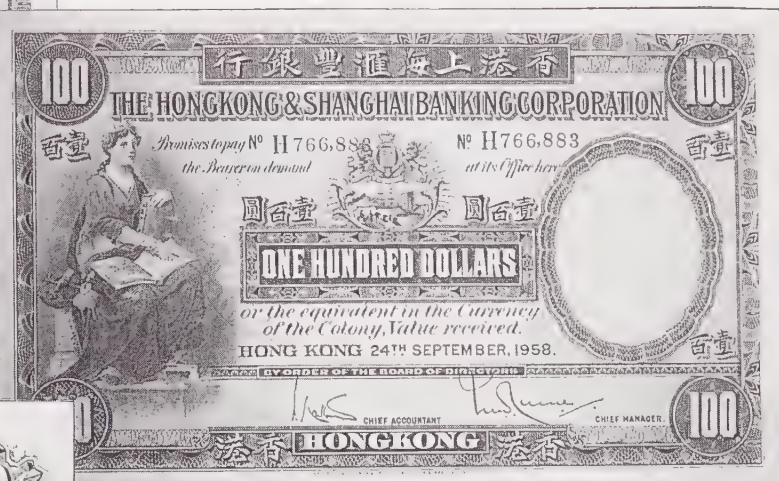 100 行銀豐滙海上港香 100
THE HONGKONG & SHANGHAI BANKING CORPORATION
百壹 Promises to pay Nº H 766,883 Nº H 766,883 百壹
the Bearer on demand at its Office here
圓百壹 圓百壹
ONE HUNDRED DOLLARS
or the equivalent in the Currency
of the Colony, Value received.
HONG KONG 24TH SEPTEMBER, 1958.
百壹
BY ORDER OF THE BOARD OF DIRECTORS
CHIEF ACCOUNTANT CHIEF MANAGER.
港香 HONGKONG 港香 100